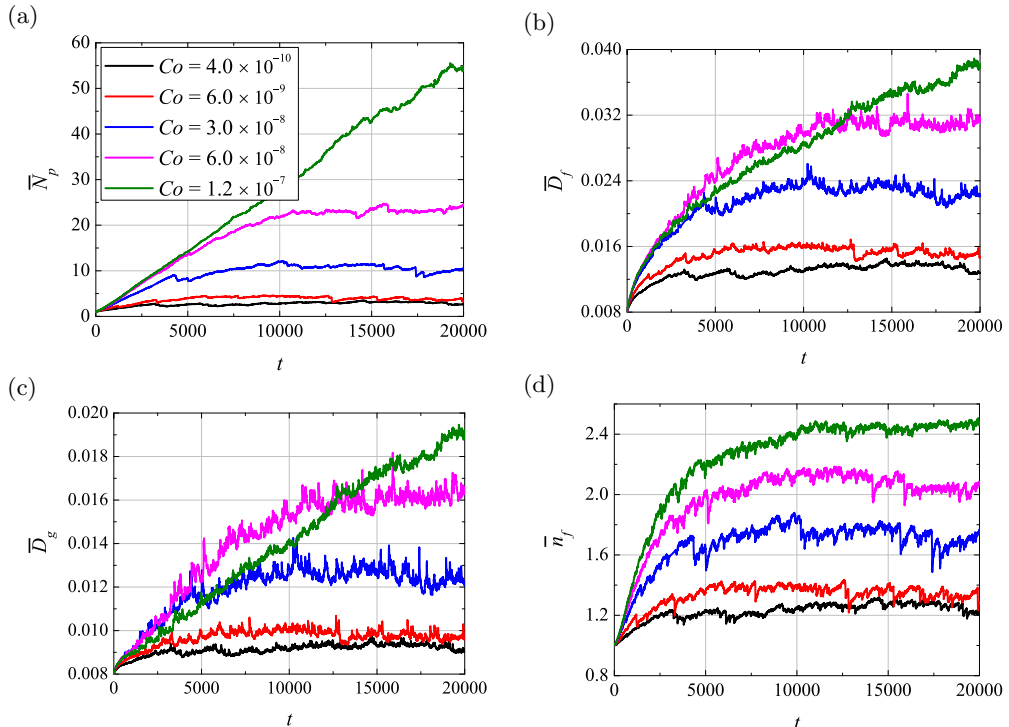 (a)
60
50
40
30
20
10
0
N̅_p
Co = 4.0 × 10⁻¹⁰
Co = 6.0 × 10⁻⁹
Co = 3.0 × 10⁻⁸
Co = 6.0 × 10⁻⁸
Co = 1.2 × 10⁻⁷
0 5000 10000 15000 20000
t
(b)
0.040
0.032
0.024
0.016
0.008
D̅_f
0 5000 10000 15000 20000
t
(c)
0.020
0.018
0.016
0.014
0.012
0.010
0.008
D̅_g
0 5000 10000 15000 20000
t
(d)
2.4
2.0
1.6
1.2
0.8
n̅_f
0 5000 10000 15000 20000
t